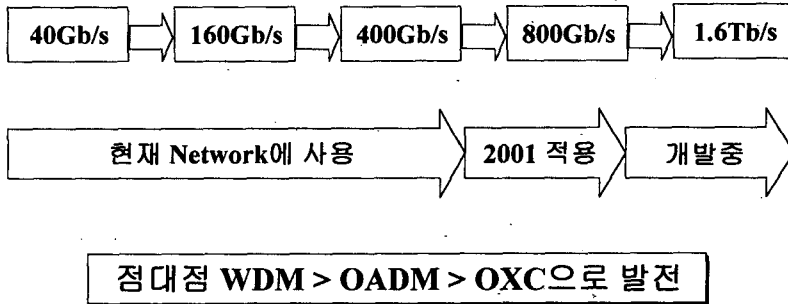 40Gb/s 160Gb/s 400Gb/s 800Gb/s 1.6Tb/s
현재 Network에 사용 2001 적용 개발중
점대점 WDM > OADM > OXC으로 발전